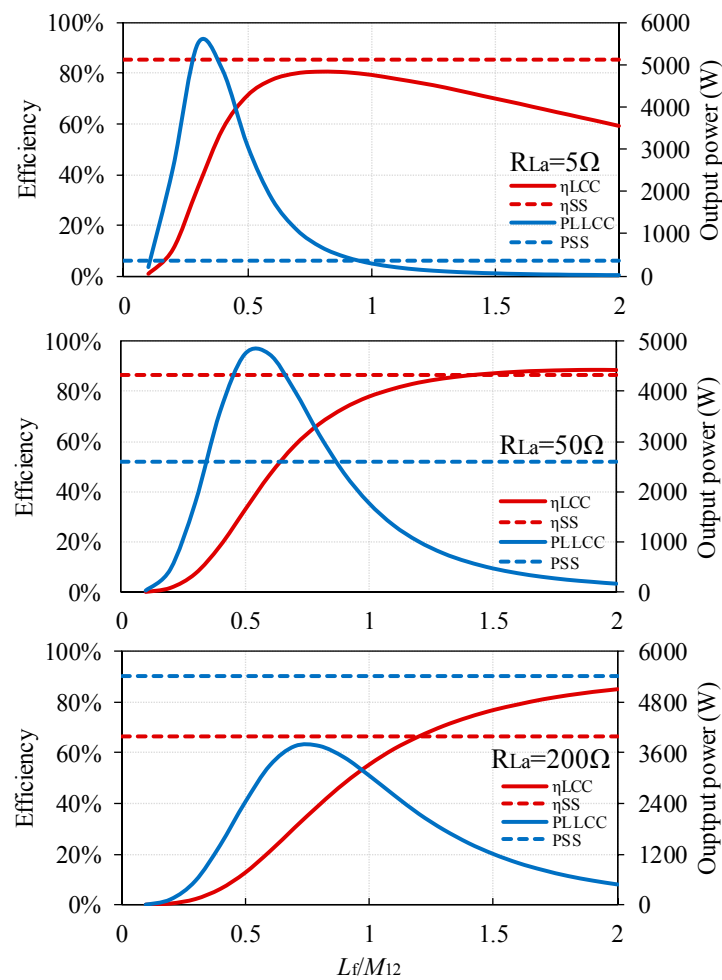 100% 6000
80% 5000
4000
60%
3000
40%
2000
20% 1000
0% 0
0 0.5 1 1.5 2
Efficiency
Output power (W)
RLa=5Ω
ηLCC
ηSS
PLLCC
PSS
100% 5000
80% 4000
60% 3000
40% 2000
20% 1000
0% 0
0 0.5 1 1.5 2
Efficiency
Output power (W)
RLa=50Ω
ηLCC
ηSS
PLLCC
PSS
100% 6000
80% 4800
60% 3600
40% 2400
20% 1200
0% 0
0 0.5 1 1.5 2
Efficiency
Ouptput power (W)
RLa=200Ω
ηLCC
ηSS
PLLCC
PSS
Lf/M12